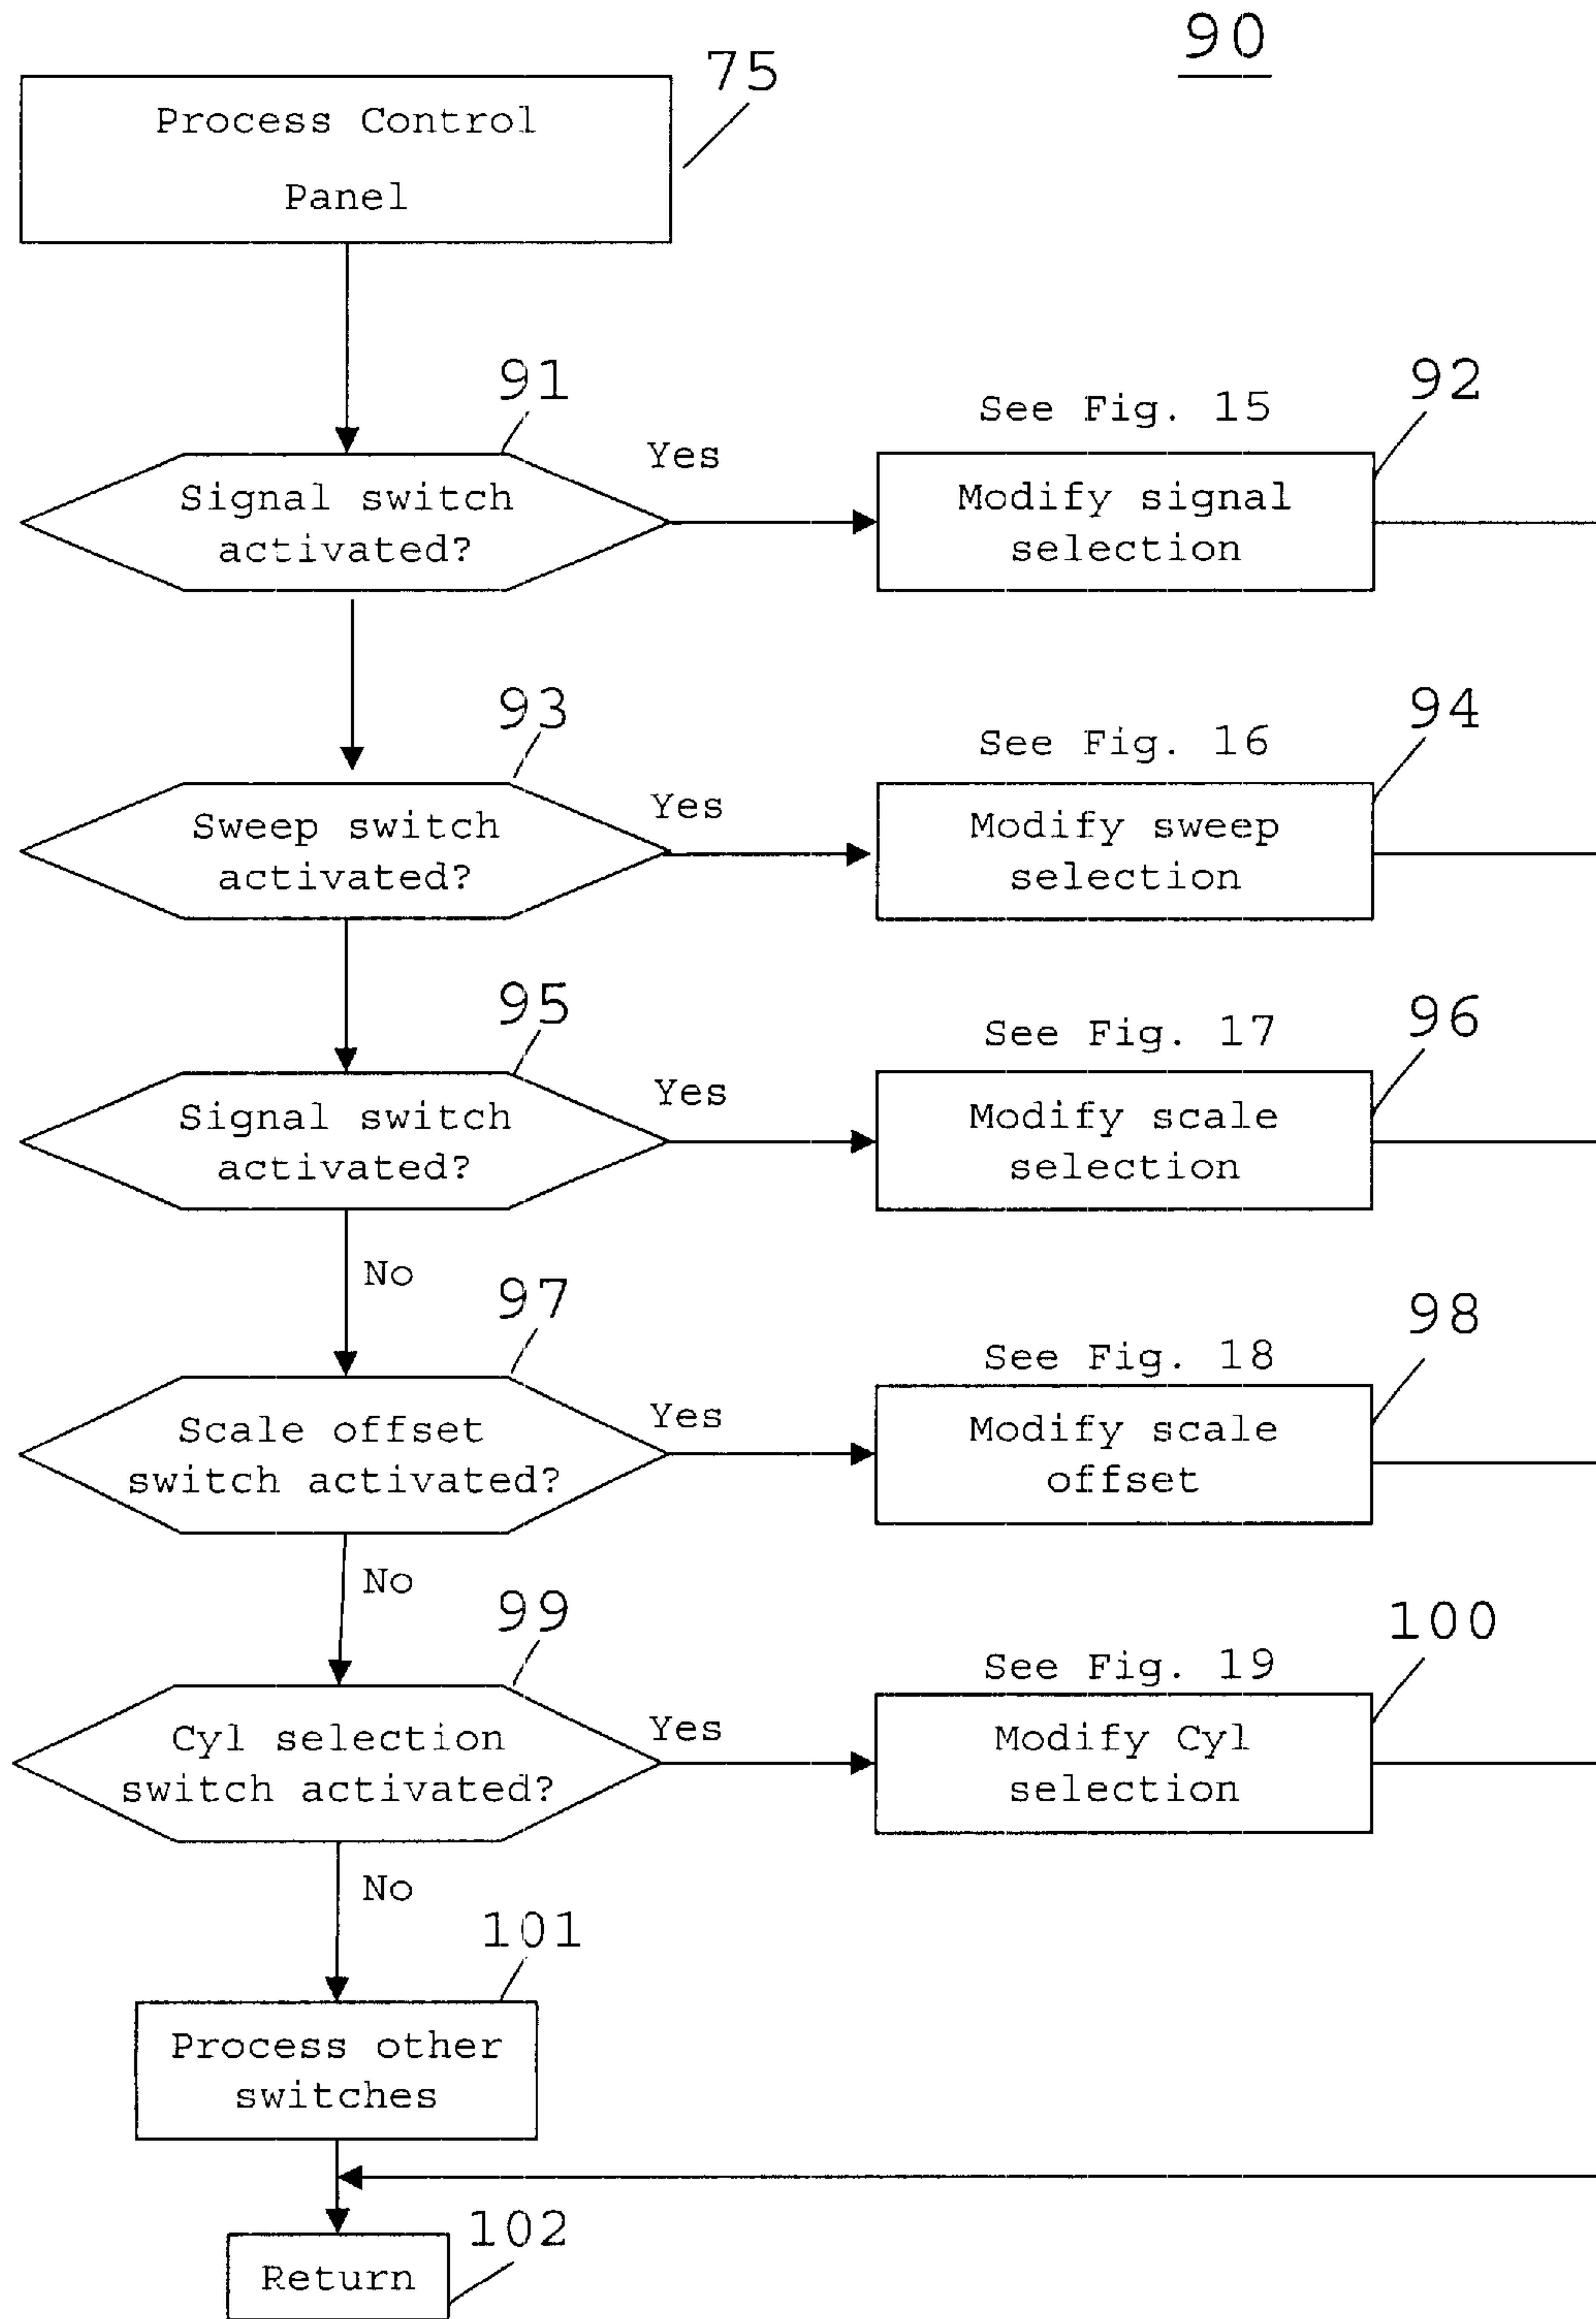 90
75
Process Control
Panel
91
Signal switch
activated?
Yes
See Fig. 15
92
Modify signal
selection
93
Sweep switch
activated?
Yes
See Fig. 16
94
Modify sweep
selection
95
Signal switch
activated?
Yes
See Fig. 17
96
Modify scale
selection
No
97
Scale offset
switch activated?
Yes
See Fig. 18
98
Modify scale
offset
No
99
Cyl selection
switch activated?
Yes
See Fig. 19
100
Modify Cyl
selection
No
101
Process other
switches
102
Return